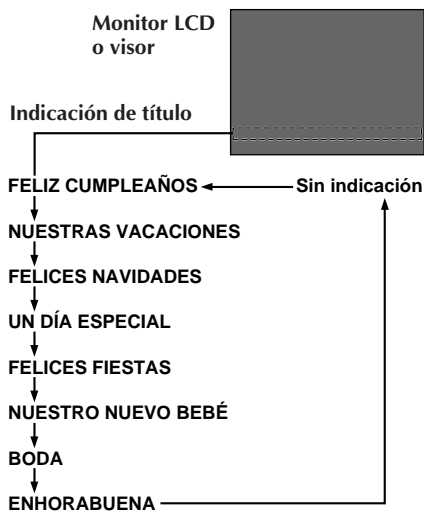 Monitor LCD
o visor
Indicación de título
FELIZ CUMPLEAÑOS
Sin indicación
NUESTRAS VACACIONES
FELICES NAVIDADES
UN DÍA ESPECIAL
FELICES FIESTAS
NUESTRO NUEVO BEBÉ
BODA
ENHORABUENA